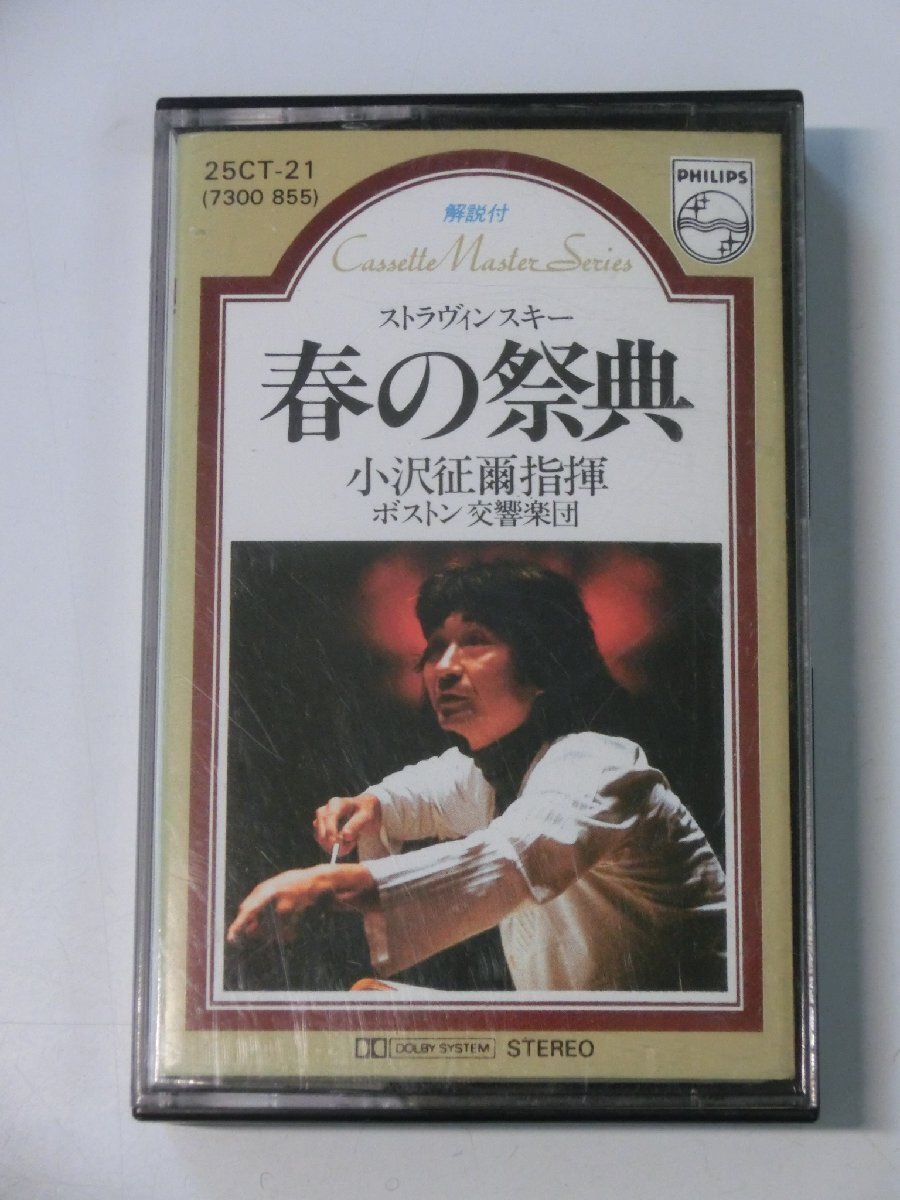 25CT-21
(7300 855)
PHILIPS
解説付
Cassette Master Series
ストラヴィンスキー
春の祭典
小沢征爾指揮
ボストン交響楽団
DOLBY SYSTEM STEREO